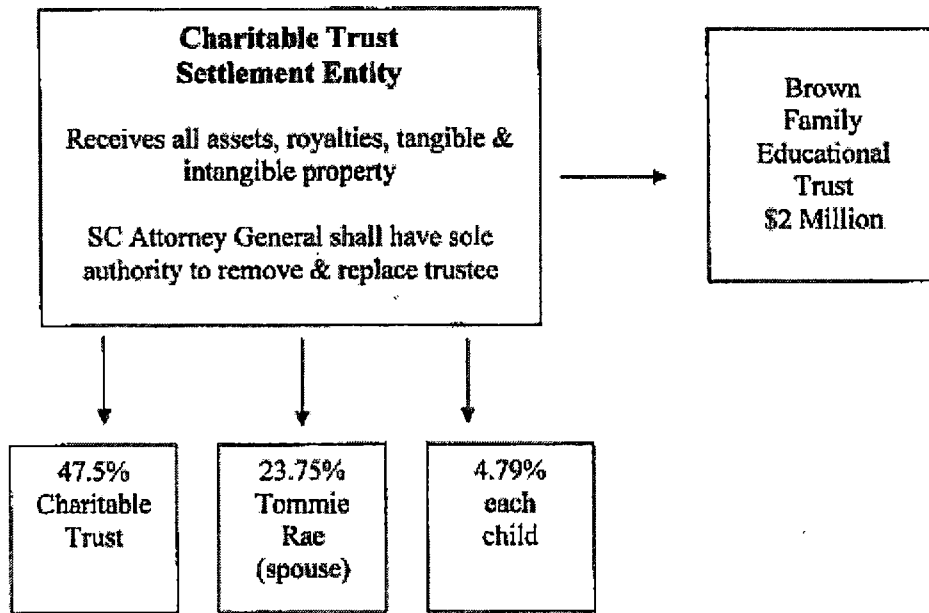 Charitable Trust
Settlement Entity
Receives all assets, royalties, tangible &
intangible property
SC Attorney General shall have sole
authority to remove & replace trustee
Brown
Family
Educational
Trust
$2 Million
47.5%
Charitable
Trust
23.75%
Tommie
Rae
(spouse)
4.79%
each
child